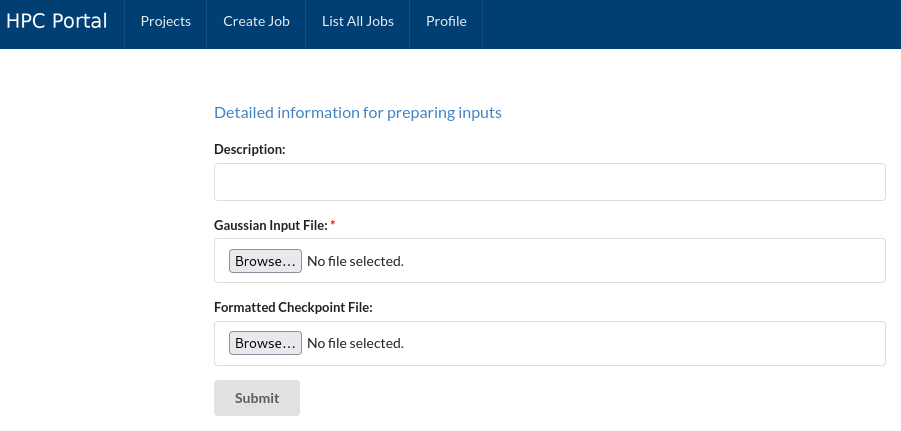 HPC Portal Projects Create Job List All Jobs Profile
Detailed information for preparing inputs
Description:
Gaussian Input File: *
Browse... No file selected.
Formatted Checkpoint File:
Browse... No file selected.
Submit